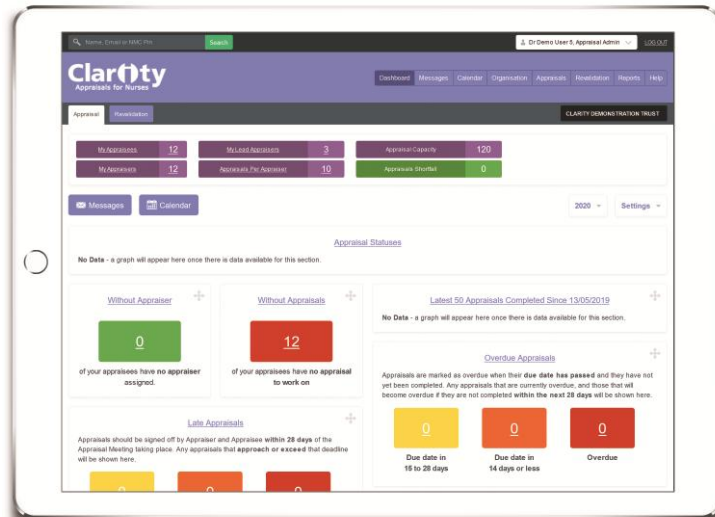 Name, Email or NMC Pin
Search
Dr Demo User 8, Appraisal Admin
LOG OUT
Clarity
Appraisals for Nurses
Dashboard Messages Calendar Organisation Appraisals Revalidation Reports Help
Appraisal Revalidation
CLARITY DEMONSTRATION TRUST
My Appraisees 12
My Lead Appraisers 3
Appraisal Capacity 120
My Appraisers 12
Appraisals Per Appraiser 10
Appraisals Shortfall 0
Messages
Calendar
2020
Settings
Appraisal Statuses
No Data - a graph will appear here once there is data available for this section.
Without Appraiser
0
of your appraisees have no appraiser
assigned.
Without Appraisals
12
of your appraisees have no appraisal
to work on
Latest 50 Appraisals Completed Since 13/05/2019
No Data - a graph will appear here once there is data available for this section.
Overdue Appraisals
Appraisals are marked as overdue when their due date has passed and they have not
yet been completed. Any appraisals that are currently overdue, and those that will
become overdue if they are not completed within the next 28 days will be shown here.
0
0
0
Due date in
15 to 28 days
Due date in
14 days or less
Overdue
Late Appraisals
Appraisals should be signed off by Appraiser and Appraisee within 28 days of the
Appraisal Meeting taking place. Any appraisals that approach or exceed that deadline
will be shown here.
0
0
0